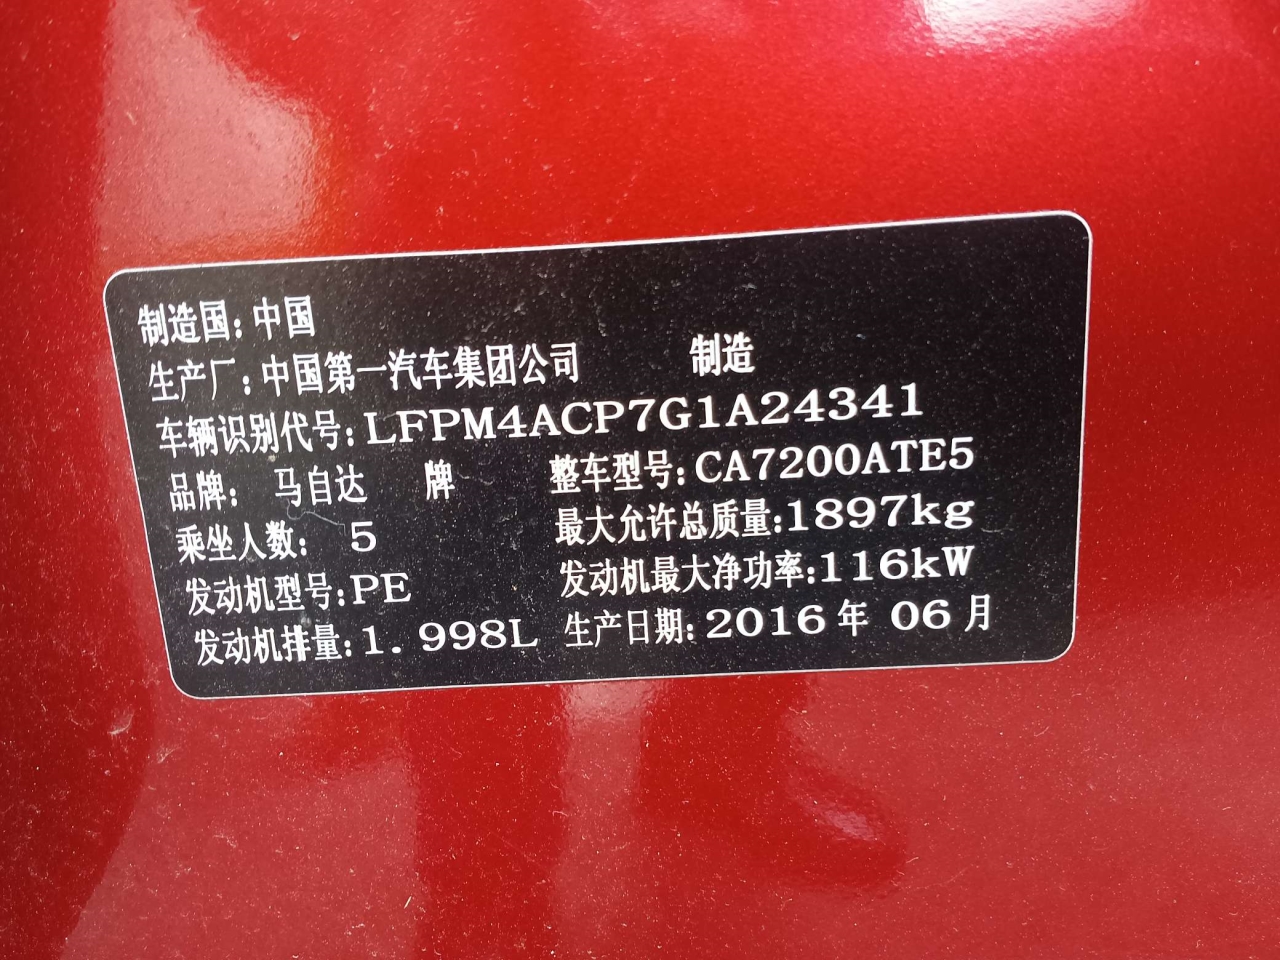 制造国:中国
生产厂:中国第一汽车集团公司 制造
车辆识别代号:LFPM4ACP7G1A24341
品牌: 马自达 牌 整车型号:CA7200ATE5
乘坐人数: 5 最大允许总质量:1897kg
发动机型号:PE 发动机最大净功率:116kW
发动机排量:1.998L 生产日期:2016年 06月